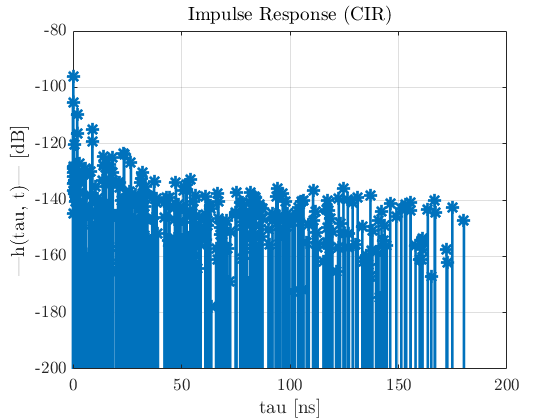 Impulse Response (CIR)
-80
-100
-120
-140
-160
-180
-200
—h(tau, t)— [dB]
0 50 100 150 200
tau [ns]